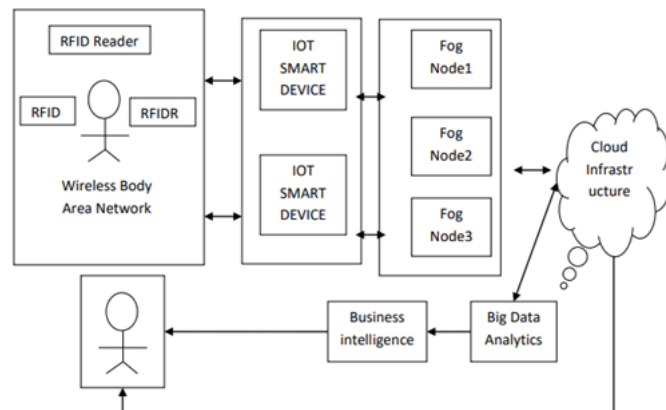 RFID Reader
RFID
RFIDR
Wireless Body
Area Network
IOT
SMART
DEVICE
IOT
SMART
DEVICE
Fog
Node1
Fog
Node2
Fog
Node3
Cloud
Infrastr
ucture
Business
intelligence
Big Data
Analytics